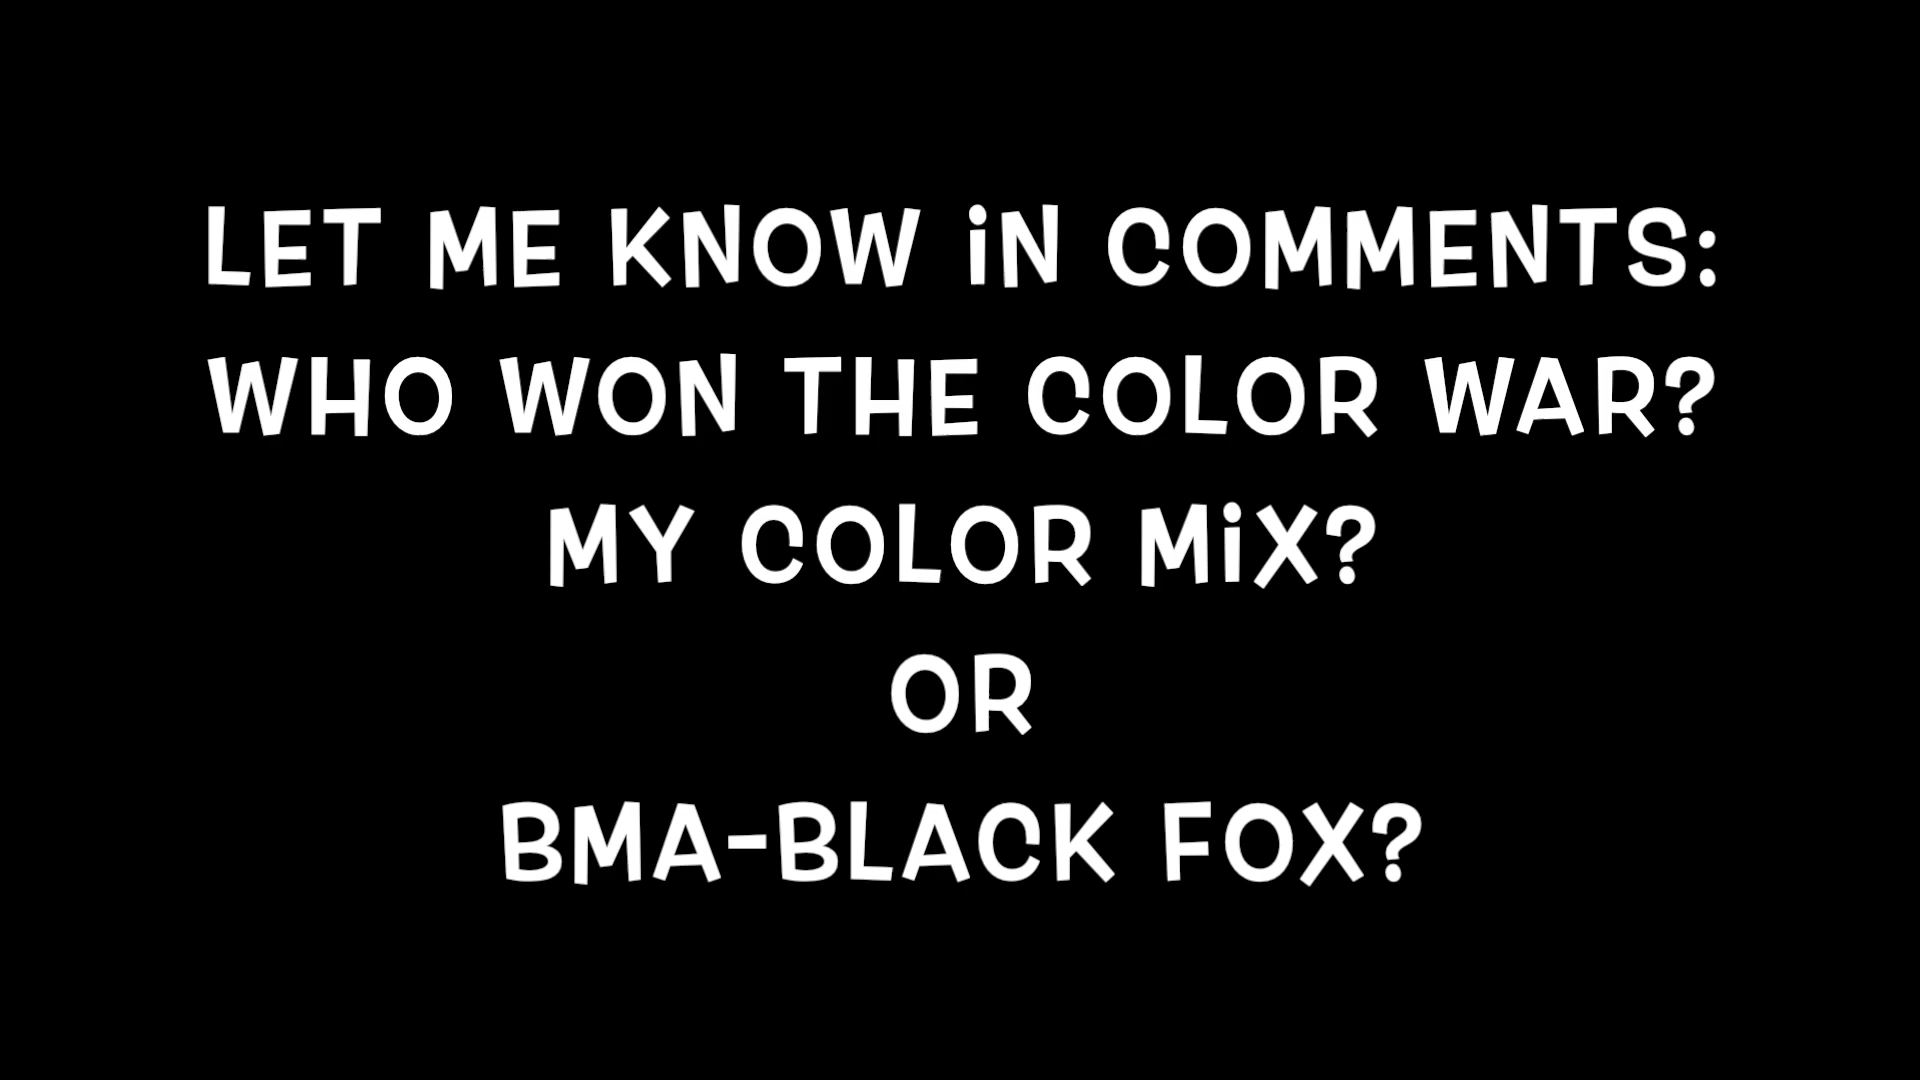 LET ME KNOW iN COMMENTS:
WHO WON THE COLOR WAR?
MY COLOR MiX?
OR
BMA-BLACK FOX?